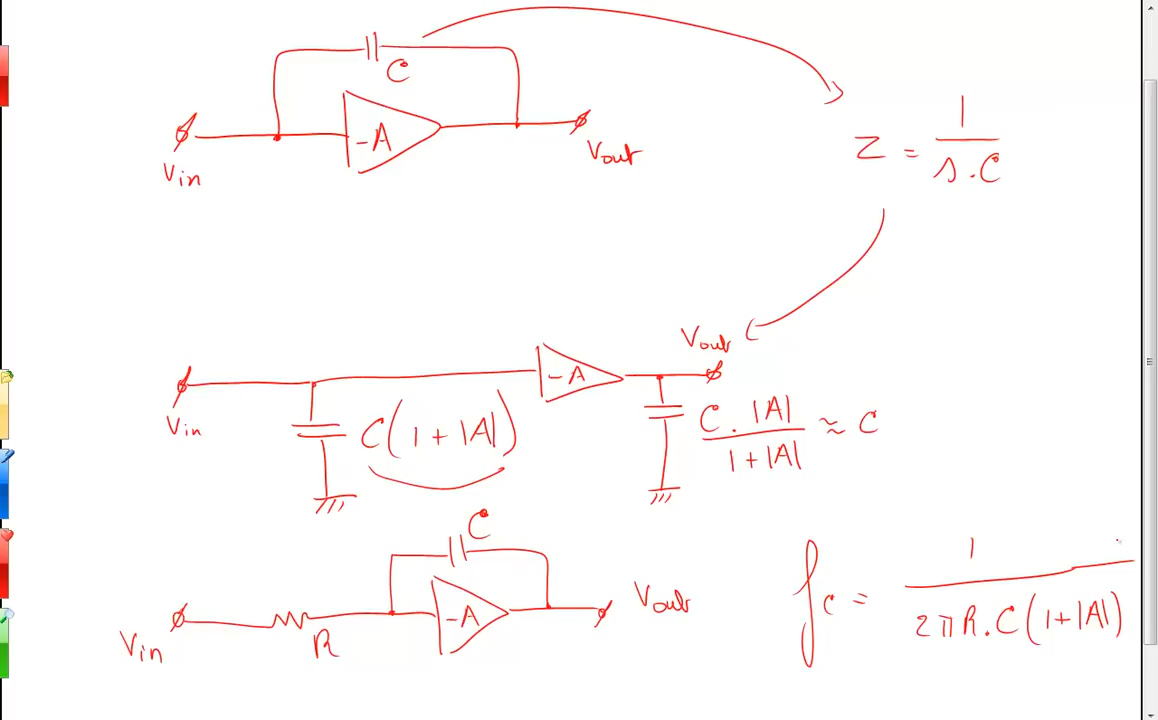 C
-A
Vin
Vout
Z = 1 / s.C
Vout
-A
Vin
C(1+|A|)
C.|A| / 1+|A| ≈ C
C
-A
Vout
Vin
R
fc = 1 / 2πR.C(1+|A|)